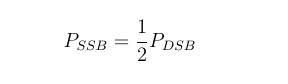 $P_{SSB} = \frac{1}{2} P_{DSB}$